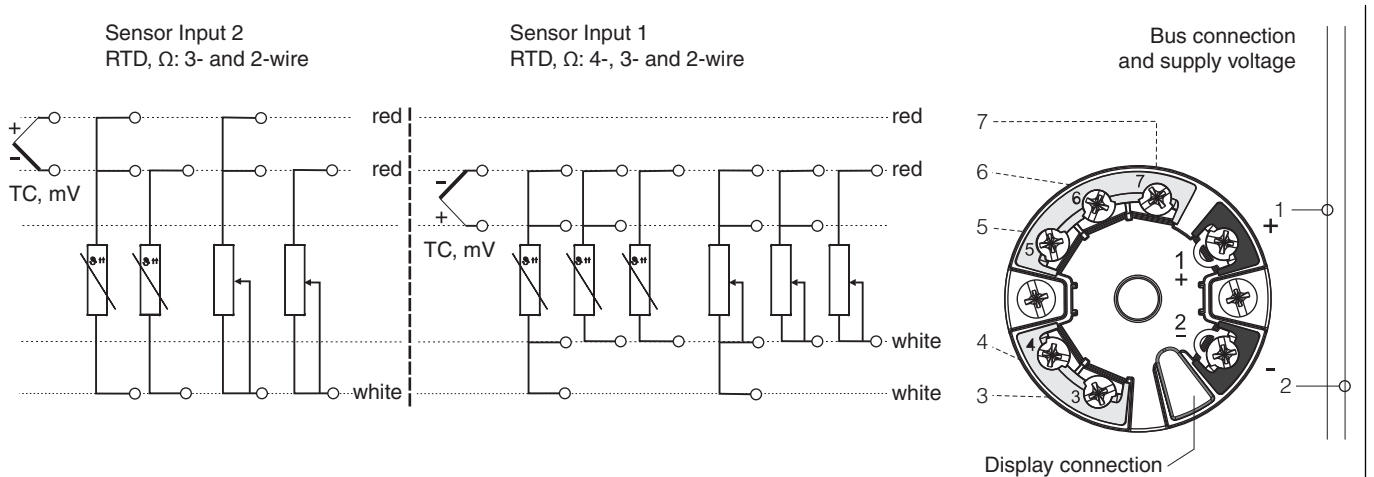 Sensor Input 2
RTD, Ω: 3- and 2-wire
Sensor Input 1
RTD, Ω: 4-, 3- and 2-wire
Bus connection
and supply voltage
+
-
TC, mV
red
red
white
-
+
TC, mV
red
red
white
white
7
6
5
4
3
7
6
5
4
3
1
+
2
-
1
+
-
2
Display connection